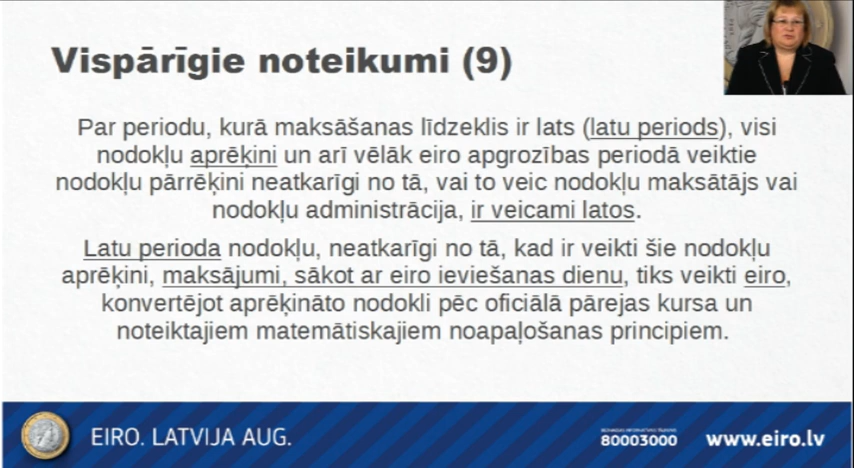 Vispārīgie noteikumi (9)
Par periodu, kurā maksāšanas līdzeklis ir lats (latu periods), visi
nodokļu aprēķini un arī vēlāk eiro apgrozības periodā veiktie
nodokļu pārrēķini neatkarīgi no tā, vai to veic nodokļu maksātājs vai
nodokļu administrācija, ir veicami latos.
Latu perioda nodokļu, neatkarīgi no tā, kad ir veikti šie nodokļu
aprēķini, maksājumi, sākot ar eiro ieviešanas dienu, tiks veikti eiro,
konvertējot aprēķināto nodokli pēc oficiālā pārejas kursa un
noteiktajiem matemātiskajiem noapaļošanas principiem.
EIRO. LATVIJA AUG.
80003000
www.eiro.lv